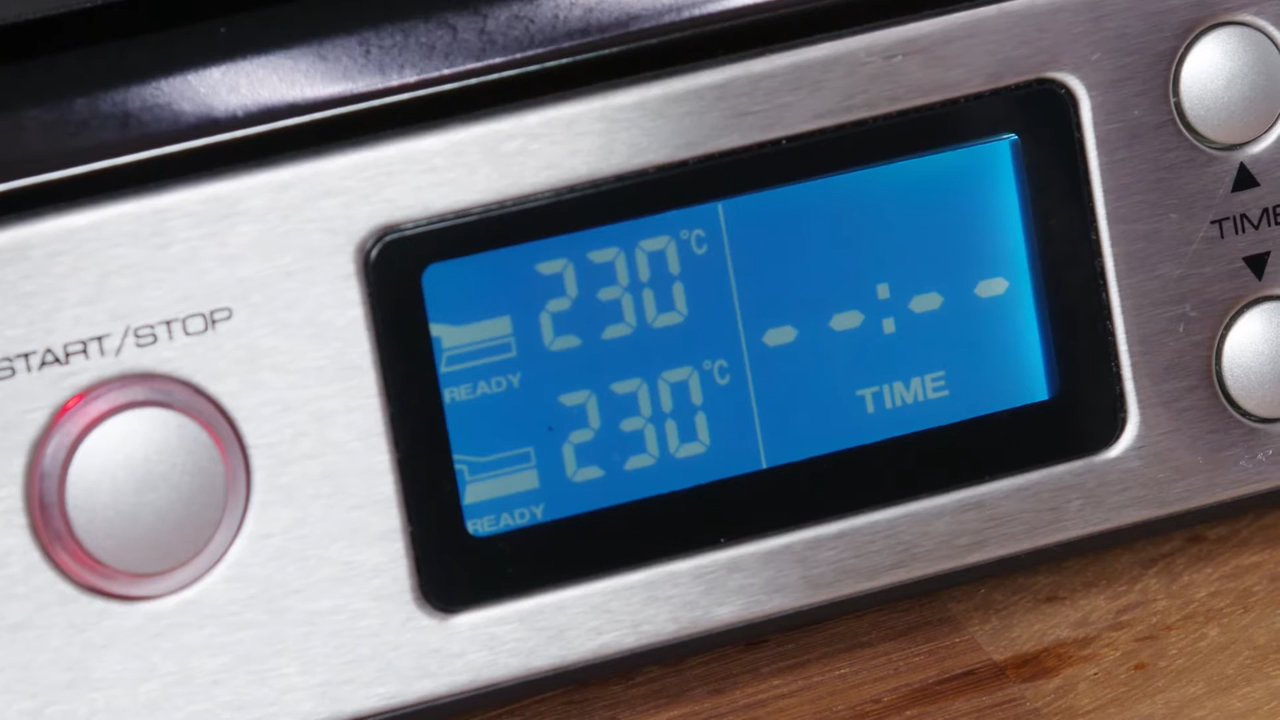 START/STOP
230°C
READY
230°C
READY
--:--
TIME
TIME